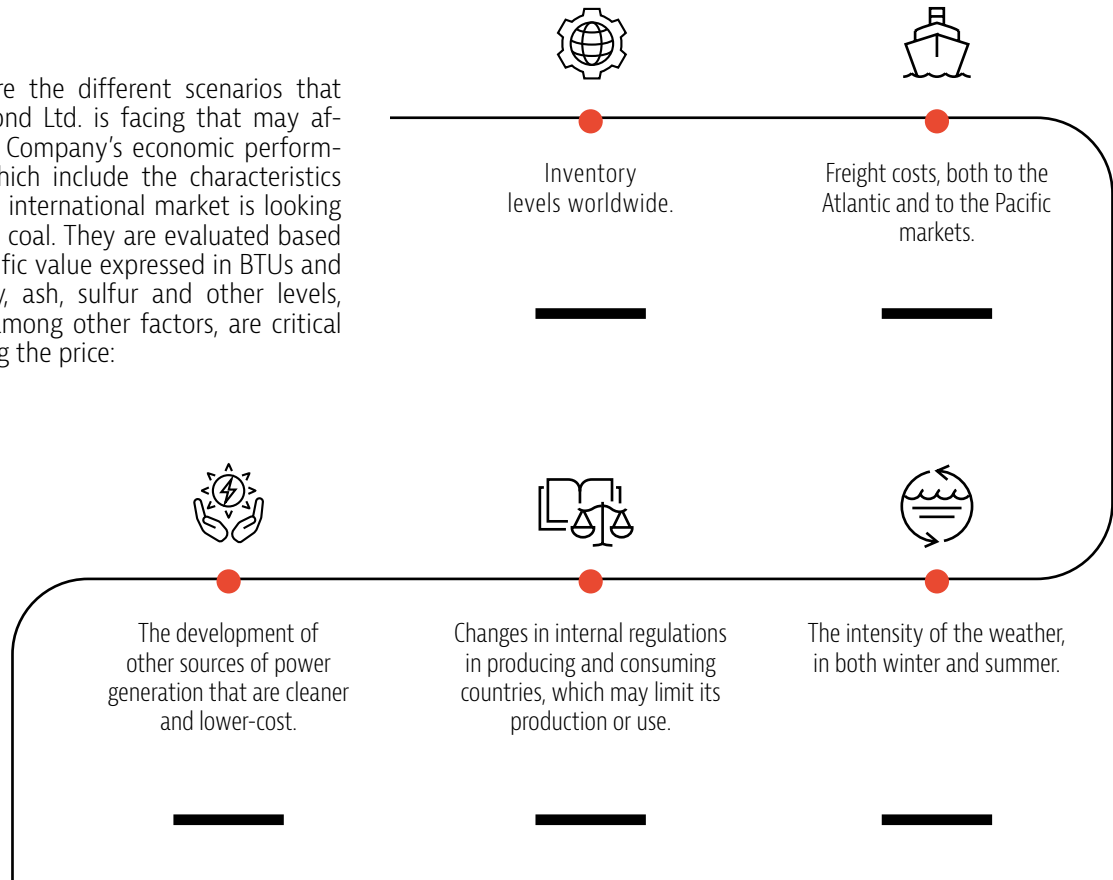 re the different scenarios that
ond Ltd. is facing that may af-
Company's economic perform-
hich include the characteristics
international market is looking
coal. They are evaluated based
ific value expressed in BTUs and
y, ash, sulfur and other levels,
among other factors, are critical
g the price:
Inventory
levels worldwide.
Freight costs, both to the
Atlantic and to the Pacific
markets.
The intensity of the weather,
in both winter and summer.
Changes in internal regulations
in producing and consuming
countries, which may limit its
production or use.
The development of
other sources of power
generation that are cleaner
and lower-cost.